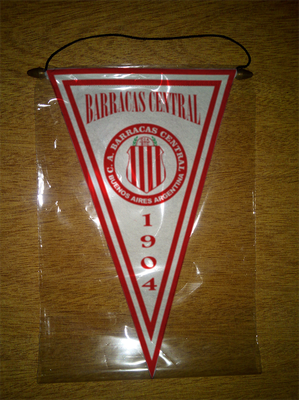 BARRACAS CENTRAL
C. A. BARRACAS CENTRAL
BUENOS AIRES ARGENTINA
1904